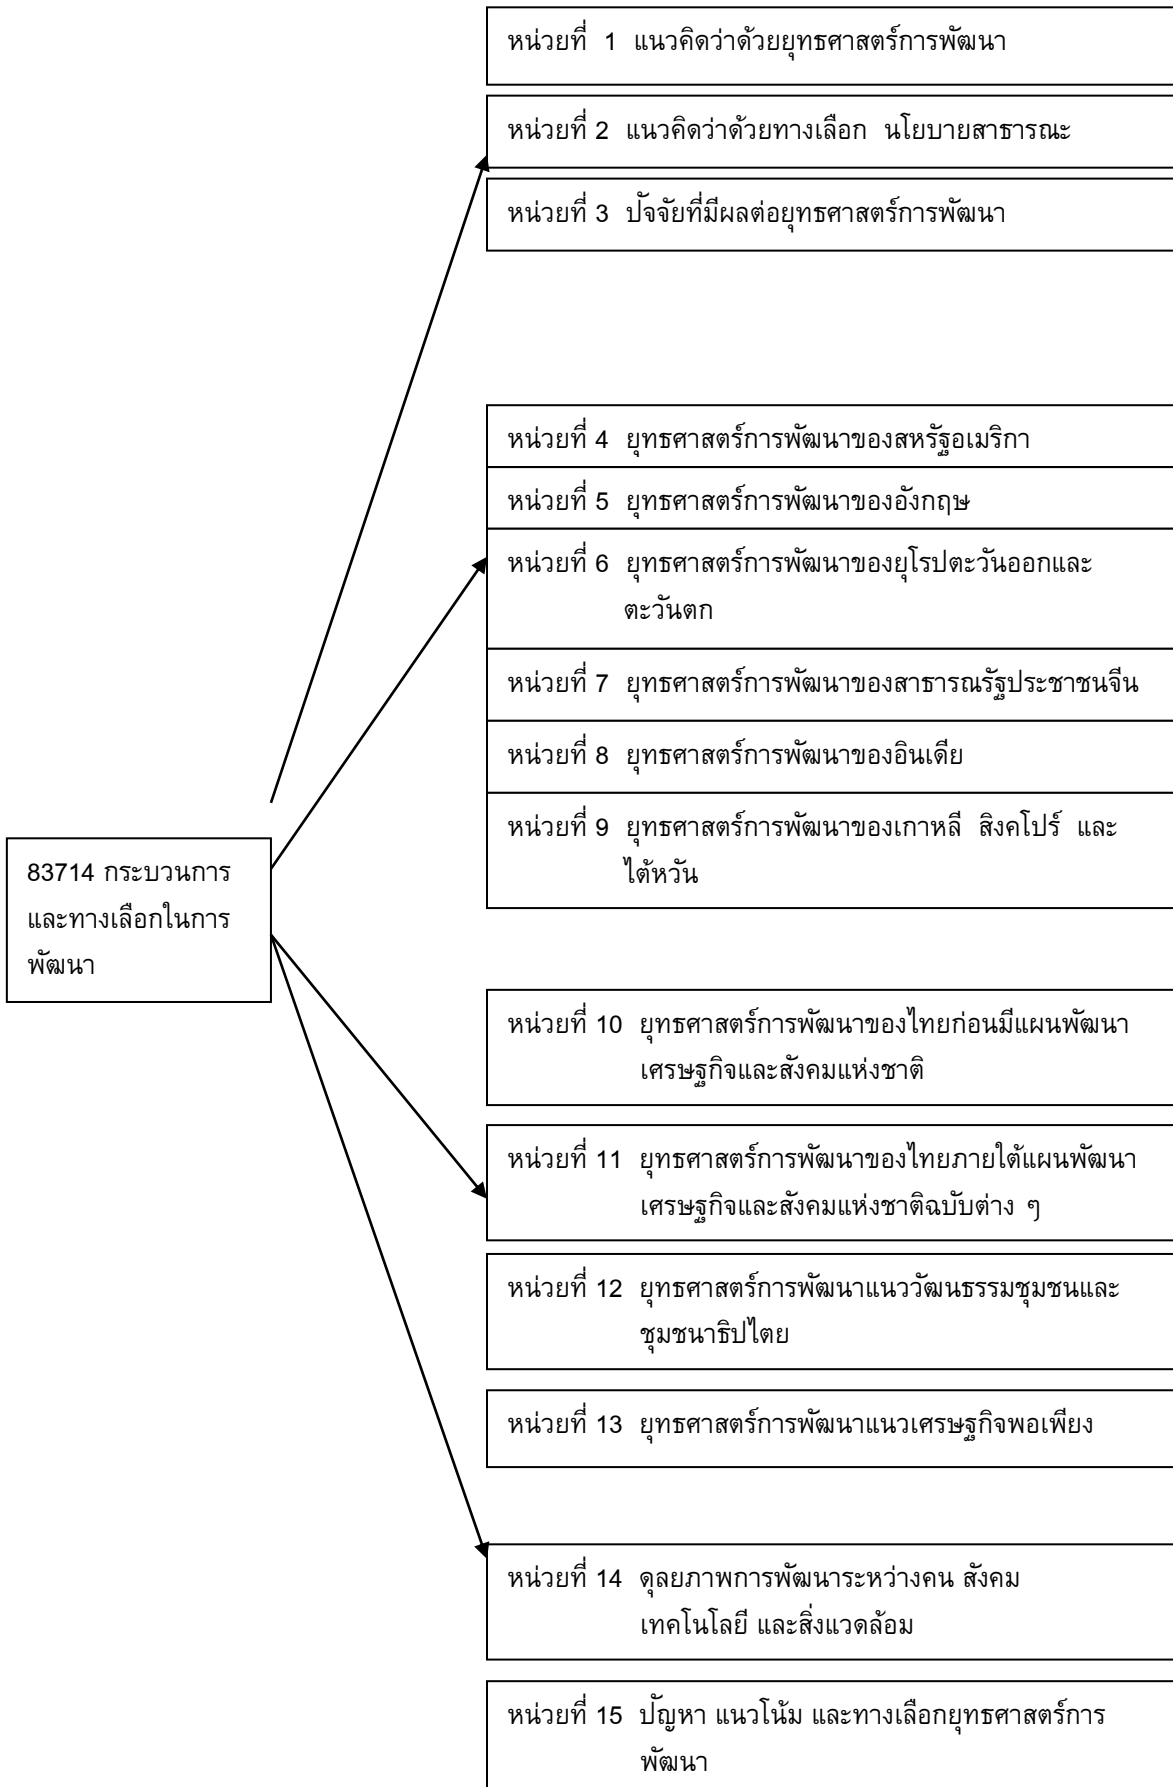 หน่วยที่ 1 แนวคิดว่าด้วยยุทธศาสตร์การพัฒนา
หน่วยที่ 2 แนวคิดว่าด้วยทางเลือก นโยบายสาธารณะ
หน่วยที่ 3 ปัจจัยที่มีผลต่อยุทธศาสตร์การพัฒนา
หน่วยที่ 4 ยุทธศาสตร์การพัฒนาของสหรัฐอเมริกา
หน่วยที่ 5 ยุทธศาสตร์การพัฒนาของอังกฤษ
หน่วยที่ 6 ยุทธศาสตร์การพัฒนาของยุโรปตะวันออกและ
ตะวันตก
หน่วยที่ 7 ยุทธศาสตร์การพัฒนาของสาธารณรัฐประชาชนจีน
หน่วยที่ 8 ยุทธศาสตร์การพัฒนาของอินเดีย
หน่วยที่ 9 ยุทธศาสตร์การพัฒนาของเกาหลี สิงคโปร์ และ
ไต้หวัน
83714 กระบวนการ
และทางเลือกในการ
พัฒนา
หน่วยที่ 10 ยุทธศาสตร์การพัฒนาของไทยก่อนมีแผนพัฒนา
เศรษฐกิจและสังคมแห่งชาติ
หน่วยที่ 11 ยุทธศาสตร์การพัฒนาของไทยภายใต้แผนพัฒนา
เศรษฐกิจและสังคมแห่งชาติฉบับต่าง ๆ
หน่วยที่ 12 ยุทธศาสตร์การพัฒนาแนววัฒนธรรมชุมชนและ
ชุมชนาธิปไตย
หน่วยที่ 13 ยุทธศาสตร์การพัฒนาแนวเศรษฐกิจพอเพียง
หน่วยที่ 14 ดุลยภาพการพัฒนาระหว่างคน สังคม
เทคโนโลยี และสิ่งแวดล้อม
หน่วยที่ 15 ปัญหา แนวโน้ม และทางเลือกยุทธศาสตร์การ
พัฒนา